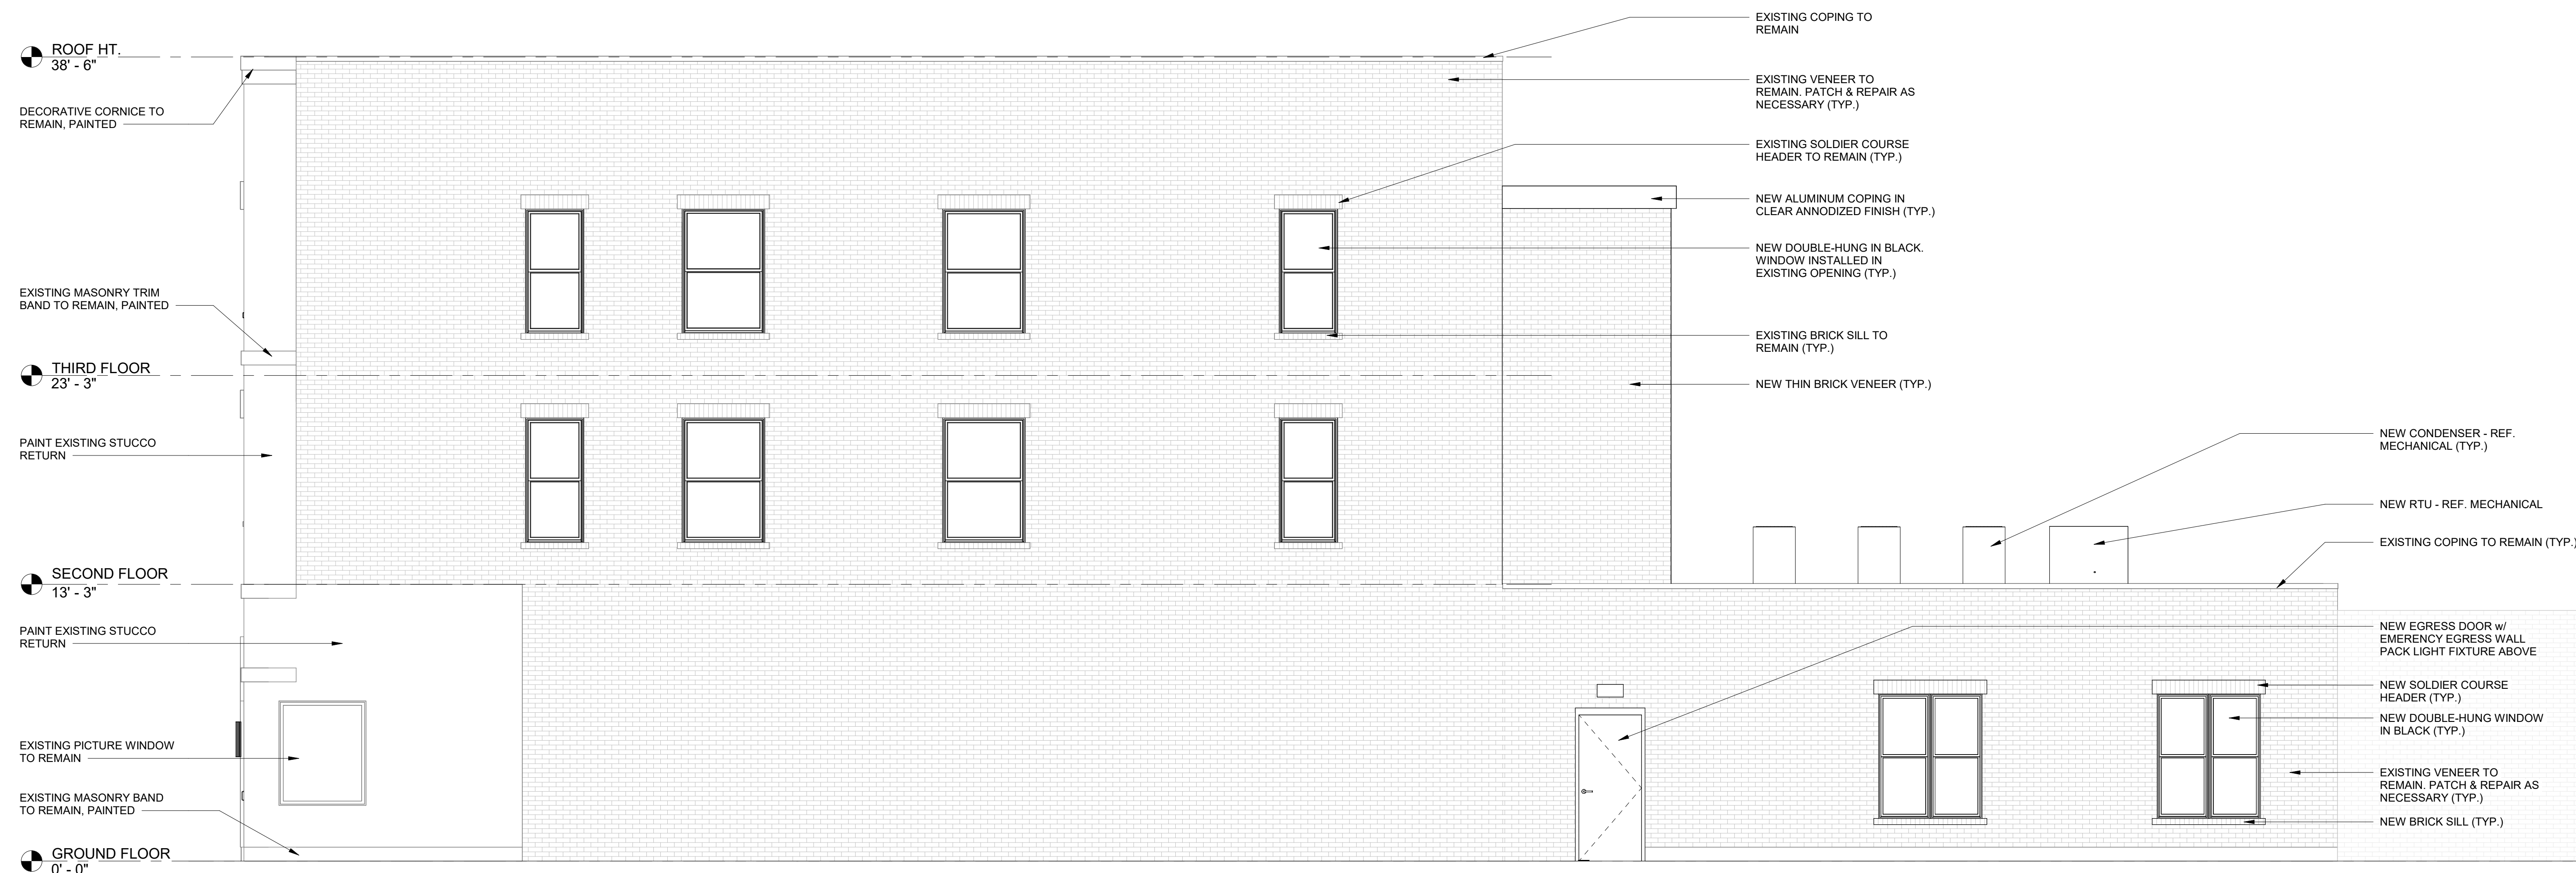 ROOF HT.
38' - 6"
DECORATIVE CORNICE TO
REMAIN, PAINTED
EXISTING MASONRY TRIM
BAND TO REMAIN, PAINTED
THIRD FLOOR
23' - 3"
PAINT EXISTING STUCCO
RETURN
SECOND FLOOR
13' - 3"
PAINT EXISTING STUCCO
RETURN
EXISTING PICTURE WINDOW
TO REMAIN
EXISTING MASONRY BAND
TO REMAIN, PAINTED
GROUND FLOOR
0' - 0"
EXISTING COPING TO
REMAIN
EXISTING VENEER TO
REMAIN. PATCH & REPAIR AS
NECESSARY (TYP.)
EXISTING SOLDIER COURSE
HEADER TO REMAIN (TYP.)
NEW ALUMINUM COPING IN
CLEAR ANNODIZED FINISH (TYP.)
NEW DOUBLE-HUNG IN BLACK.
WINDOW INSTALLED IN
EXISTING OPENING (TYP.)
EXISTING BRICK SILL TO
REMAIN (TYP.)
NEW THIN BRICK VENEER (TYP.)
NEW CONDENSER - REF.
MECHANICAL (TYP.)
NEW RTU - REF. MECHANICAL
EXISTING COPING TO REMAIN (TYP.)
NEW EGRESS DOOR w/
EMERENCY EGRESS WALL
PACK LIGHT FIXTURE ABOVE
NEW SOLDIER COURSE
HEADER (TYP.)
NEW DOUBLE-HUNG WINDOW
IN BLACK (TYP.)
EXISTING VENEER TO
REMAIN. PATCH & REPAIR AS
NECESSARY (TYP.)
NEW BRICK SILL (TYP.)